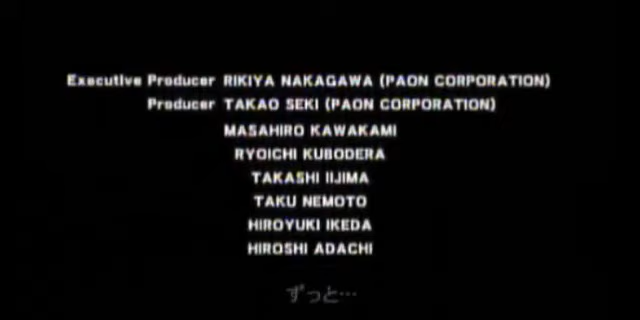 Executive Producer RIKIYA NAKAGAWA (PAON CORPORATION)
Producer TAKAO SEKI (PAON CORPORATION)
MASAHIRO KAWAKAMI
RYOICHI KUBODERA
TAKASHI IIJIMA
TAKU NEMOTO
HIROYUKI IKEDA
HIROSHI ADACHI
ずっと…